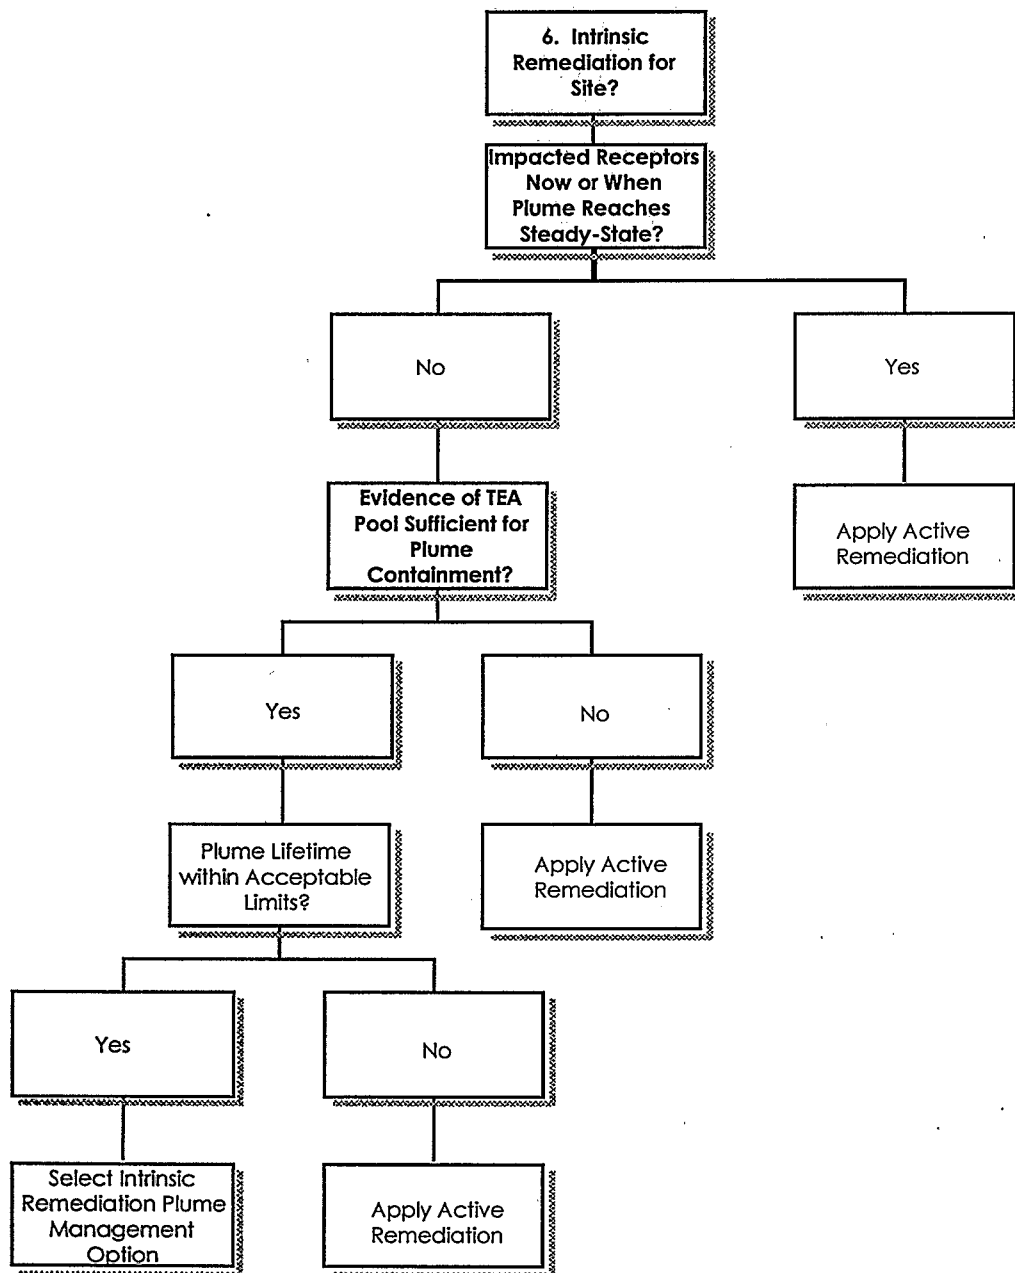 6. Intrinsic
Remediation for
Site?
Impacted Receptors
Now or When
Plume Reaches
Steady-State?
No
Yes
Evidence of TEA
Pool Sufficient for
Plume
Containment?
Apply Active
Remediation
Yes
No
Plume Lifetime
within Acceptable
Limits?
Apply Active
Remediation
Yes
No
Select Intrinsic
Remediation Plume
Management
Option
Apply Active
Remediation